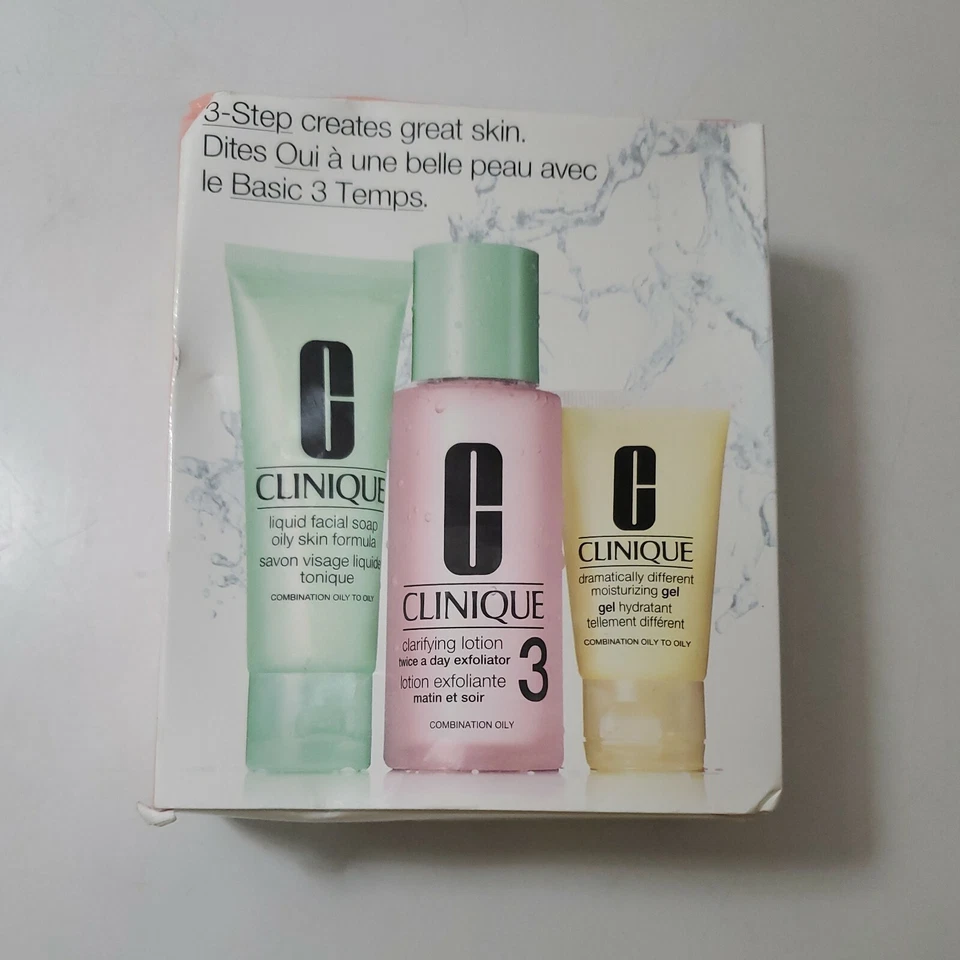 3-Step creates great skin.
Dites Oui à une belle peau avec
le Basic 3 Temps.
C
CLINIQUE
liquid facial soap
oily skin formula
savon visage liquide
tonique
COMBINATION OILY TO OILY
C
CLINIQUE
clarifying lotion
twice a day exfoliator
lotion exfoliante
matin et soir
3
COMBINATION OILY
C
CLINIQUE
dramatically different
moisturizing gel
gel hydratant
tellement différent
COMBINATION OILY TO OILY